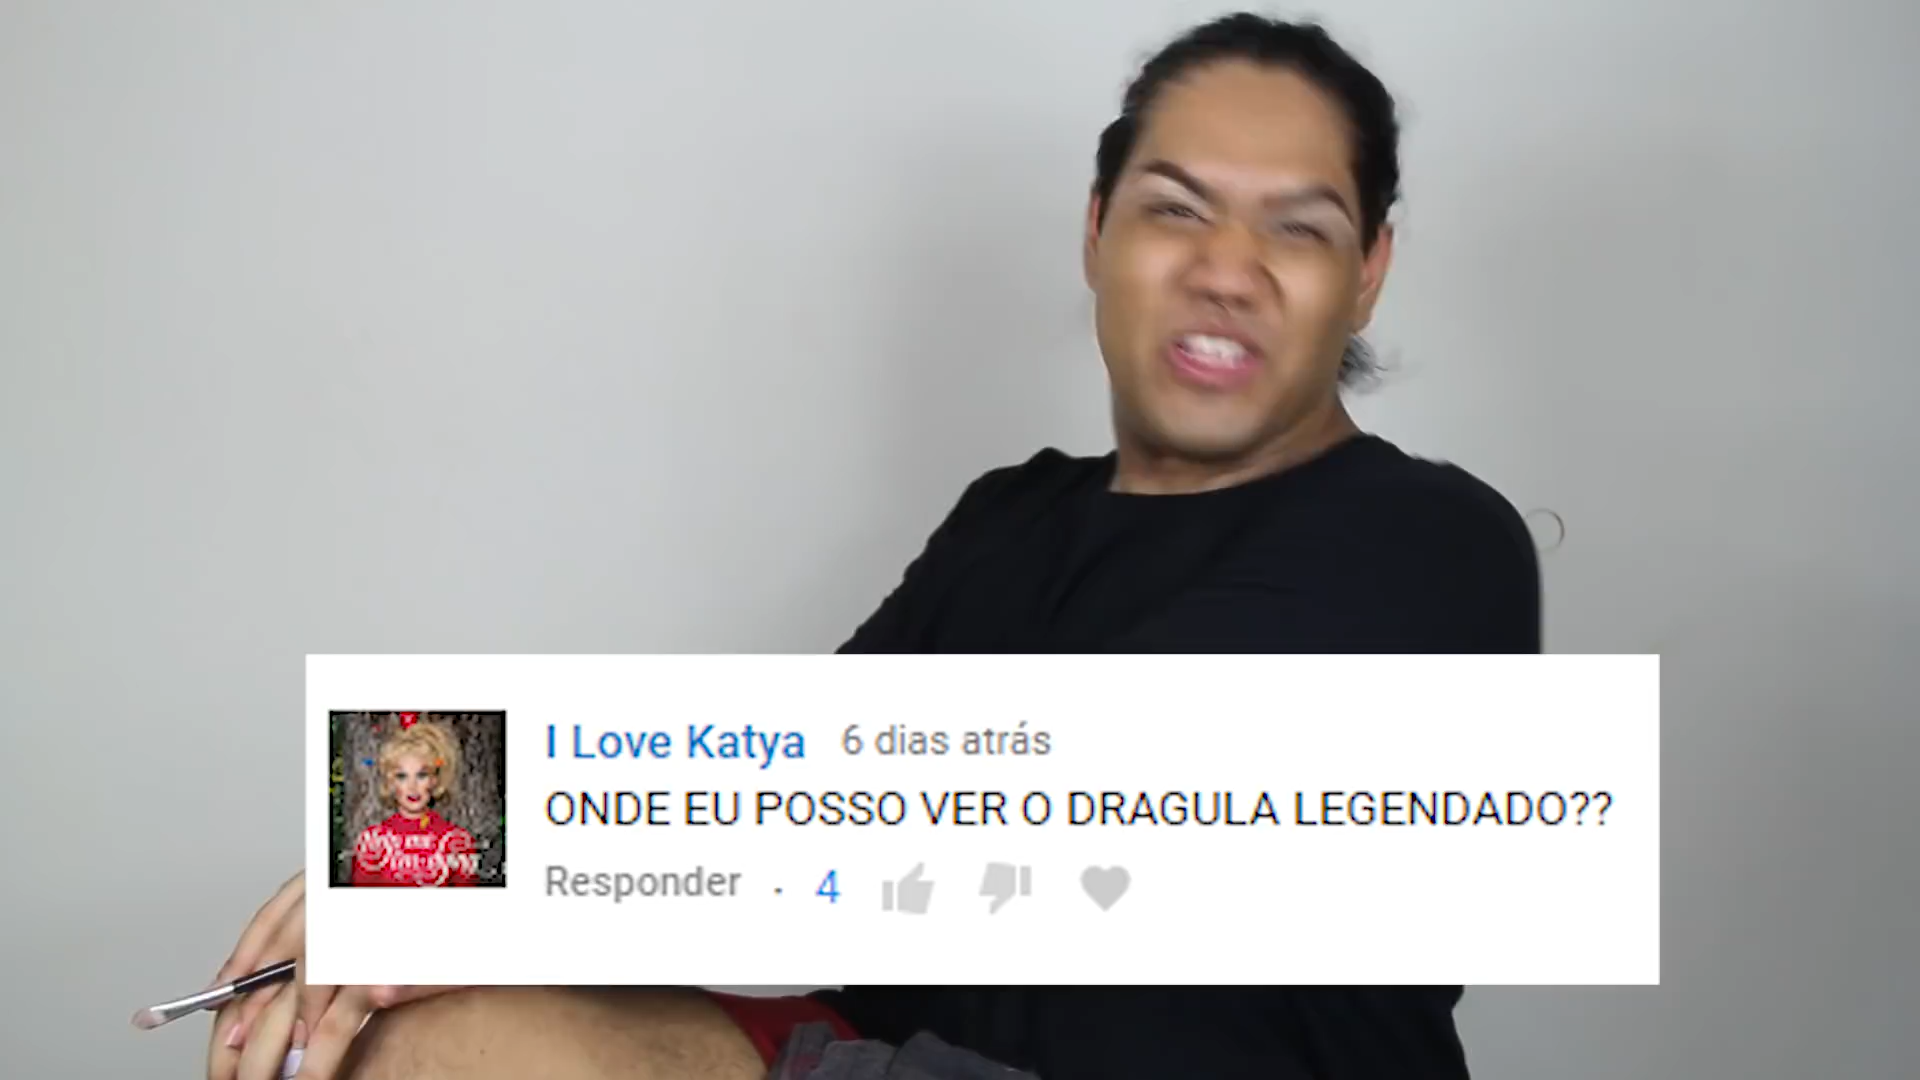 I Love Katya 6 dias atrás
ONDE EU POSSO VER O DRAGULA LEGENDADO??
Responder · 4